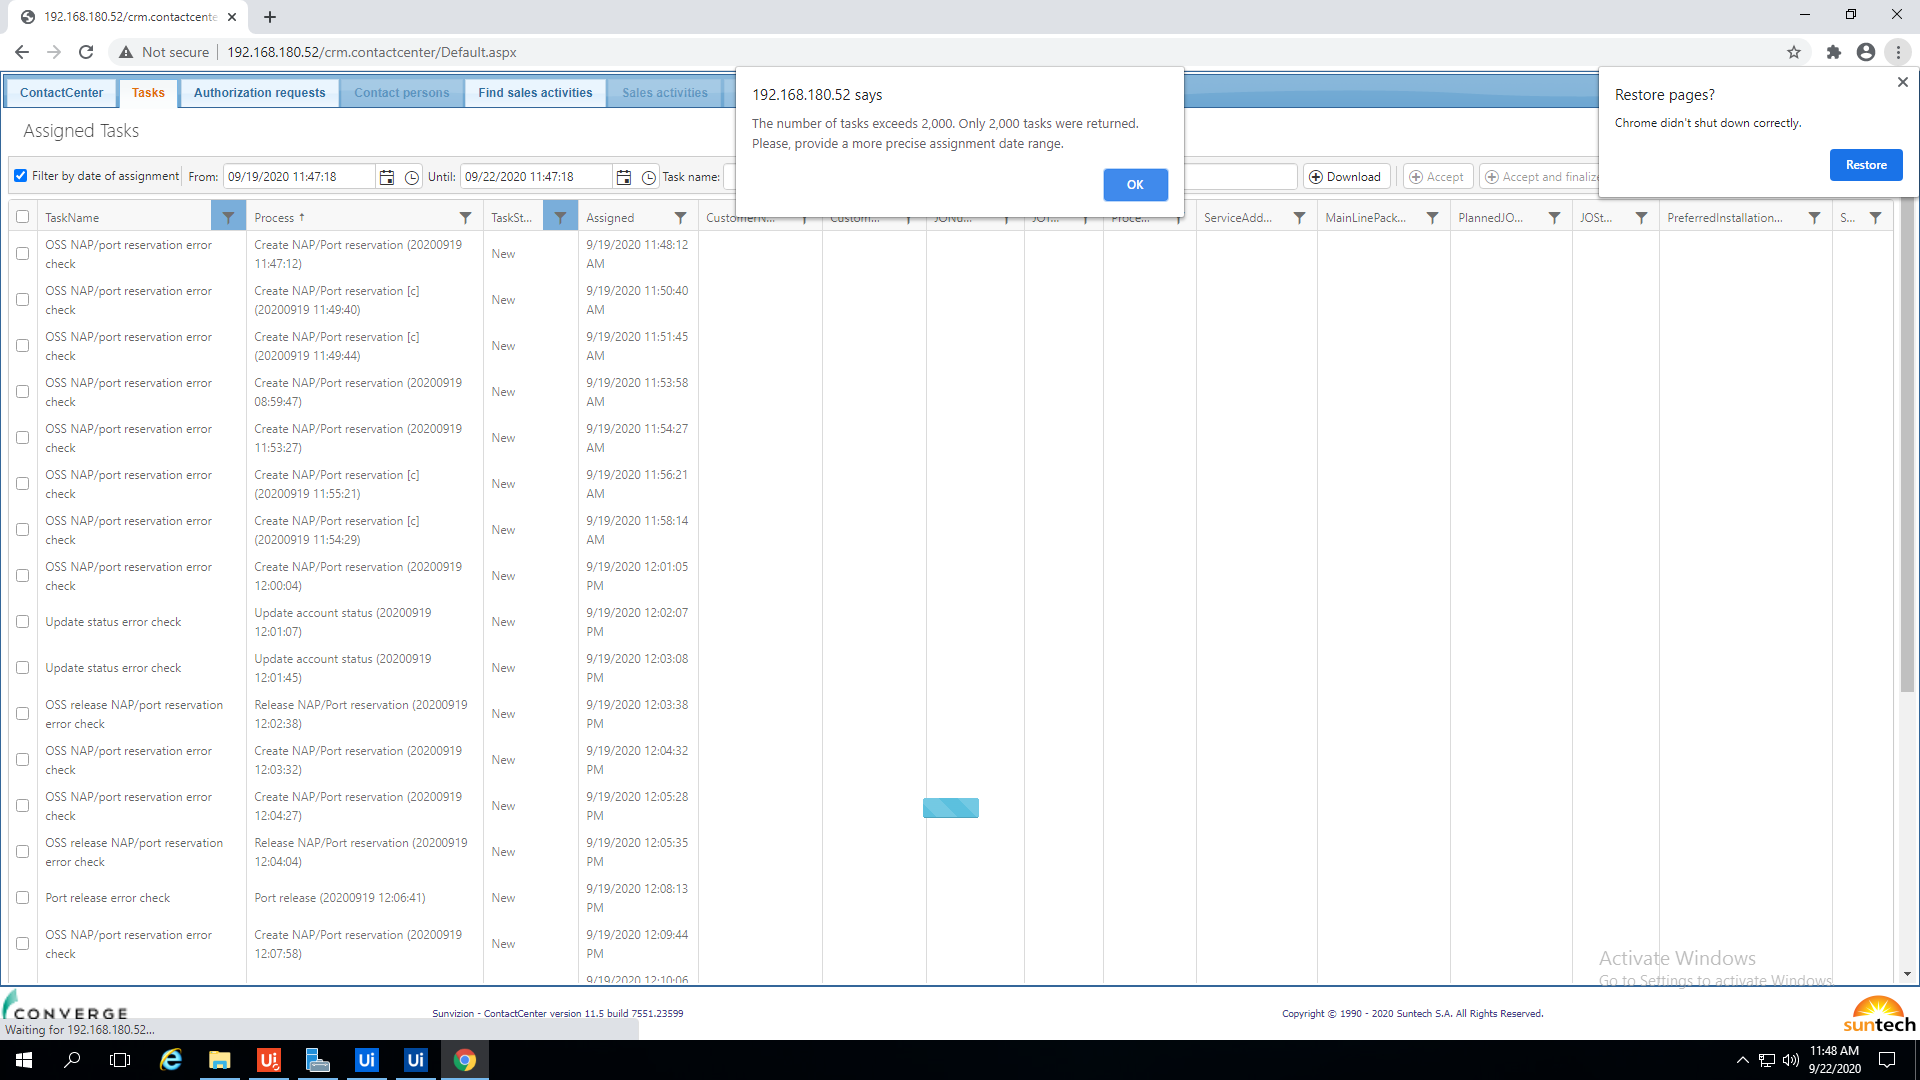 192.168.180.52/crm.contactcente
Not secure
192.168.180.52/crm.contactcenter/Default.aspx
ContactCenter
Tasks
Authorization requests
Contact persons
Find sales activities
Sales activities
192.168.180.52 says
The number of tasks exceeds 2,000. Only 2,000 tasks were returned.
Please, provide a more precise assignment date range.
OK
Restore pages?
Chrome didn't shut down correctly.
Restore
Assigned Tasks
Filter by date of assignment From: 09/19/2020 11:47:18 Until: 09/22/2020 11:47:18 Task name: Download Accept Accept and finalize
TaskName Process ↑ TaskSt... Assigned ServiceAdd... MainLinePack... PlannedJO... JOSt... PreferredInstallation... S...
OSS NAP/port reservation error check Create NAP/Port reservation (20200919 11:47:12) New 9/19/2020 11:48:12 AM
OSS NAP/port reservation error check Create NAP/Port reservation [c] (20200919 11:49:40) New 9/19/2020 11:50:40 AM
OSS NAP/port reservation error check Create NAP/Port reservation [c] (20200919 11:49:44) New 9/19/2020 11:51:45 AM
OSS NAP/port reservation error check Create NAP/Port reservation (20200919 08:59:47) New 9/19/2020 11:53:58 AM
OSS NAP/port reservation error check Create NAP/Port reservation (20200919 11:53:27) New 9/19/2020 11:54:27 AM
OSS NAP/port reservation error check Create NAP/Port reservation [c] (20200919 11:55:21) New 9/19/2020 11:56:21 AM
OSS NAP/port reservation error check Create NAP/Port reservation [c] (20200919 11:54:29) New 9/19/2020 11:58:14 AM
OSS NAP/port reservation error check Create NAP/Port reservation (20200919 12:00:04) New 9/19/2020 12:01:05 PM
Update status error check Update account status (20200919 12:01:07) New 9/19/2020 12:02:07 PM
Update status error check Update account status (20200919 12:01:45) New 9/19/2020 12:03:08 PM
OSS release NAP/port reservation error check Release NAP/Port reservation (20200919 12:02:38) New 9/19/2020 12:03:38 PM
OSS NAP/port reservation error check Create NAP/Port reservation (20200919 12:03:32) New 9/19/2020 12:04:32 PM
OSS NAP/port reservation error check Create NAP/Port reservation (20200919 12:04:27) New 9/19/2020 12:05:28 PM
OSS release NAP/port reservation error check Release NAP/Port reservation (20200919 12:04:04) New 9/19/2020 12:05:35 PM
Port release error check Port release (20200919 12:06:41) New 9/19/2020 12:08:13 PM
OSS NAP/port reservation error check Create NAP/Port reservation (20200919 12:07:58) New 9/19/2020 12:09:44 PM
9/19/2020 12:10:06
Activate Windows
Go to Settings to activate Windows
CONVERGE
Sunvizion - ContactCenter version 11.5 build 7551.23599
Copyright © 1990 - 2020 Suntech S.A. All Rights Reserved.
suntech
Waiting for 192.168.180.52...
Ui
Ui
Ui
11:48 AM
9/22/2020